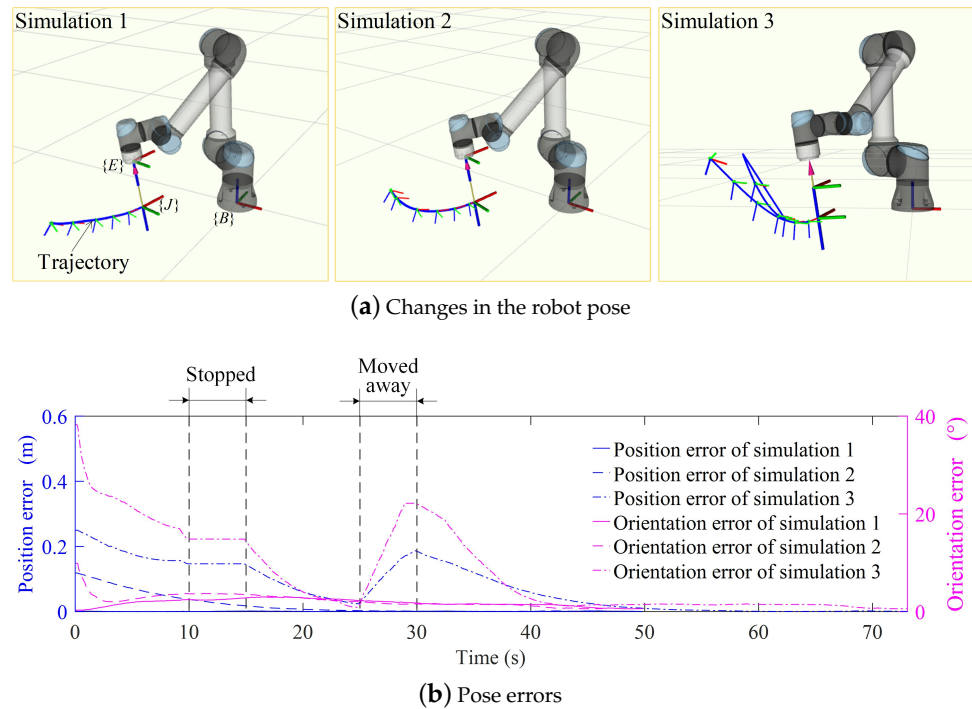 Simulation 1
Simulation 2
Simulation 3
{E}
{J}
{B}
Trajectory
(a) Changes in the robot pose
Stopped
Moved
away
0.6
0.4
0.2
0
Position error (m)
40
20
0
Orientation error (°)
Position error of simulation 1
Position error of simulation 2
Position error of simulation 3
Orientation error of simulation 1
Orientation error of simulation 2
Orientation error of simulation 3
0 10 20 30 40 50 60 70
Time (s)
(b) Pose errors